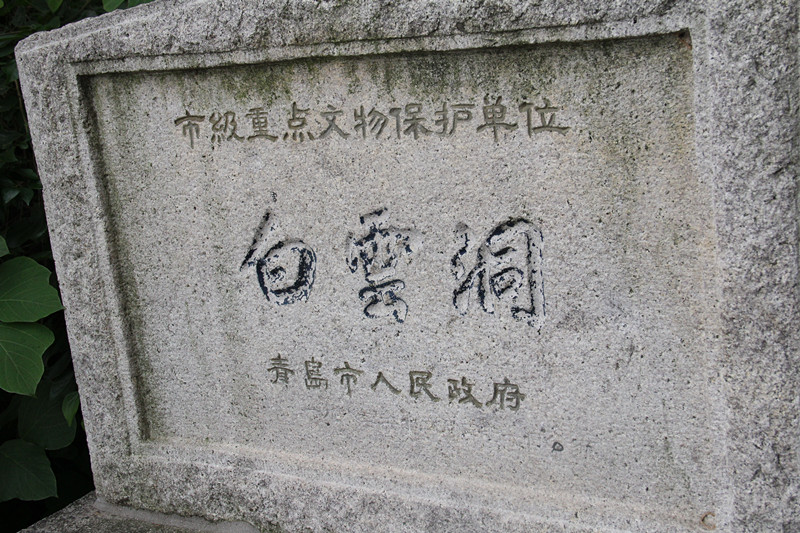 市級重点文物保护单位
白雲洞
青島市人民政府